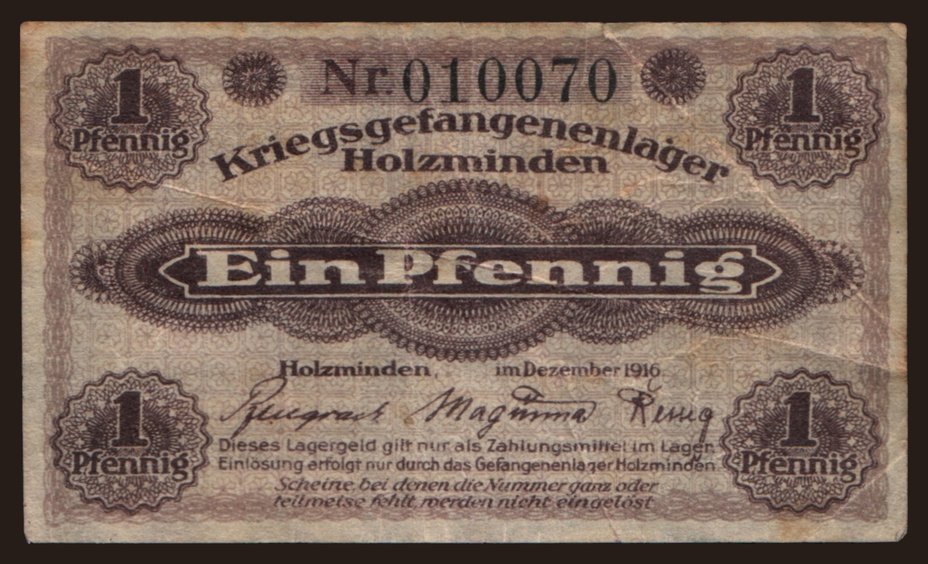 1 Pfennig
Nr. 010070
1 Pfennig
Kriegsgefangenenlager
Holzminden
Ein Pfennig
Holzminden, im Dezember 1916
Magunna
1 Pfennig
1 Pfennig
Dieses Lagergeld gilt nur als Zahlungsmittel im Lager.
Einlösung erfolgt nur durch das Gefangenenlager Holzminden.
Scheine, bei denen die Nummer ganz oder
teilweise fehlt werden nicht eingelöst